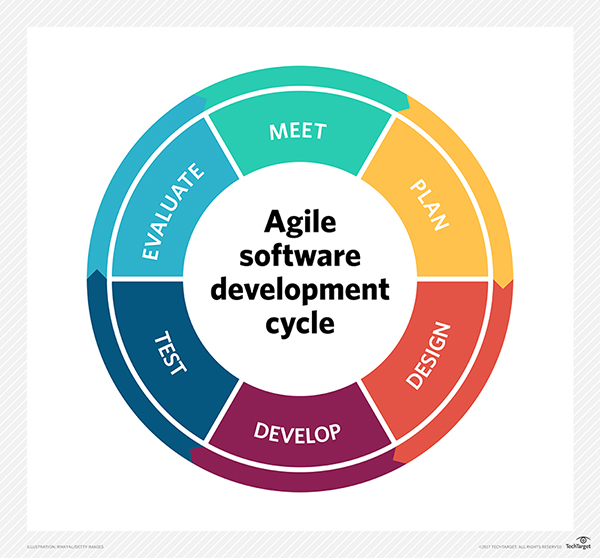 MEET
PLAN
DESIGN
DEVELOP
TEST
EVALUATE
Agile
software
development
cycle
ILLUSTRATION: RYKYAL/GETTY IMAGES
©2017 TECHTARGET. ALL RIGHTS RESERVED
TechTarget